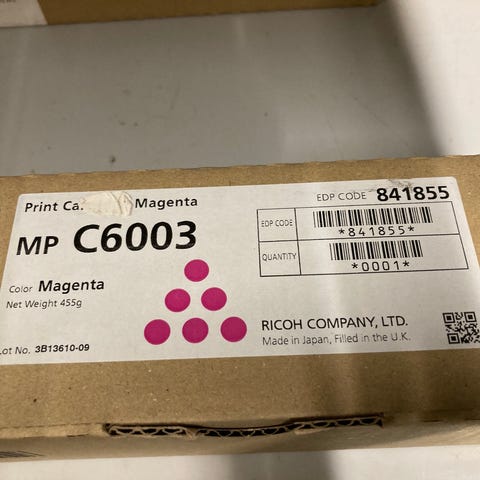 Print Ca Magenta
EDP CODE 841855
MP C6003
EDP CODE
*841855*
QUANTITY
*0001*
Color Magenta
Net Weight 455g
RICOH COMPANY, LTD.
Made in Japan, Filled in the U.K.
Lot No. 3B13610-09